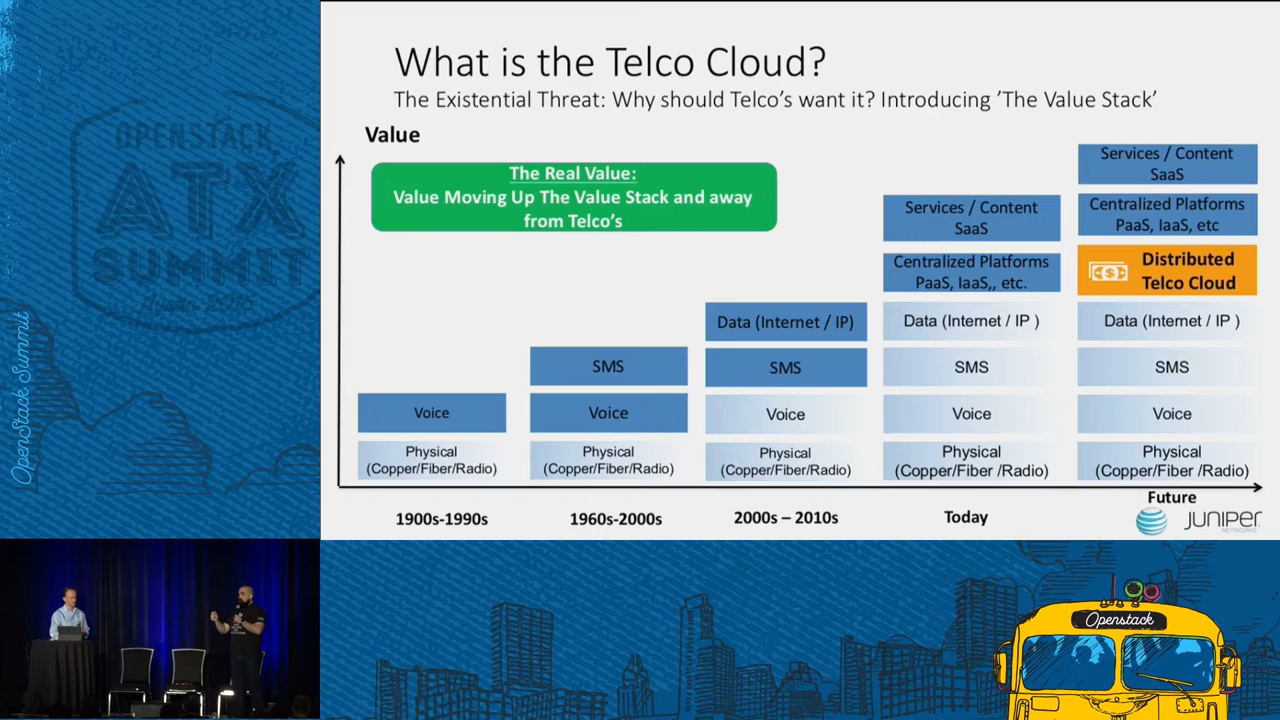 What is the Telco Cloud?
The Existential Threat: Why should Telco's want it? Introducing 'The Value Stack'
Value
The Real Value:
Value Moving Up The Value Stack and away
from Telco's
Voice
Physical
(Copper/Fiber/Radio)
1900s-1990s
SMS
Voice
Physical
(Copper/Fiber/Radio)
1960s-2000s
Data (Internet / IP)
SMS
Voice
Physical
(Copper/Fiber/Radio)
2000s – 2010s
Services / Content
SaaS
Centralized Platforms
PaaS, IaaS,, etc.
Data (Internet / IP )
SMS
Voice
Physical
(Copper/Fiber /Radio)
Today
Services / Content
SaaS
Centralized Platforms
PaaS, IaaS, etc
Distributed
Telco Cloud
Data (Internet / IP )
SMS
Voice
Physical
(Copper/Fiber /Radio)
Future
JUNIPER
NETWORKS
OPENSTACK
ATX
SUMMIT
OpenStack Summit
Openstack